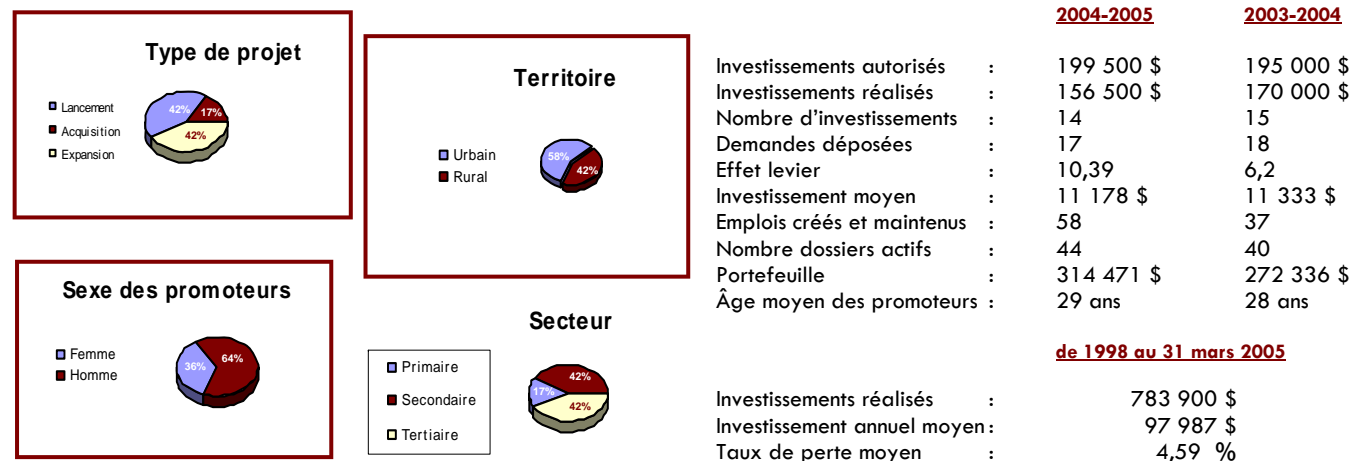 Type de projet
Lancement
Acquisition
Expansion
42%
17%
42%
Territoire
Urbain
Rural
58%
42%
Sexe des promoteurs
Femme
Homme
36%
64%
Secteur
Primaire
Secondaire
Tertiaire
42%
17%
42%
2004-2005 2003-2004
Investissements autorisés : 199 500 $ 195 000 $
Investissements réalisés : 156 500 $ 170 000 $
Nombre d'investissements : 14 15
Demandes déposées : 17 18
Effet levier : 10,39 6,2
Investissement moyen : 11 178 $ 11 333 $
Emplois créés et maintenus : 58 37
Nombre dossiers actifs : 44 40
Portefeuille : 314 471 $ 272 336 $
Âge moyen des promoteurs : 29 ans 28 ans
de 1998 au 31 mars 2005
Investissements réalisés : 783 900 $
Investissement annuel moyen : 97 987 $
Taux de perte moyen : 4,59 %